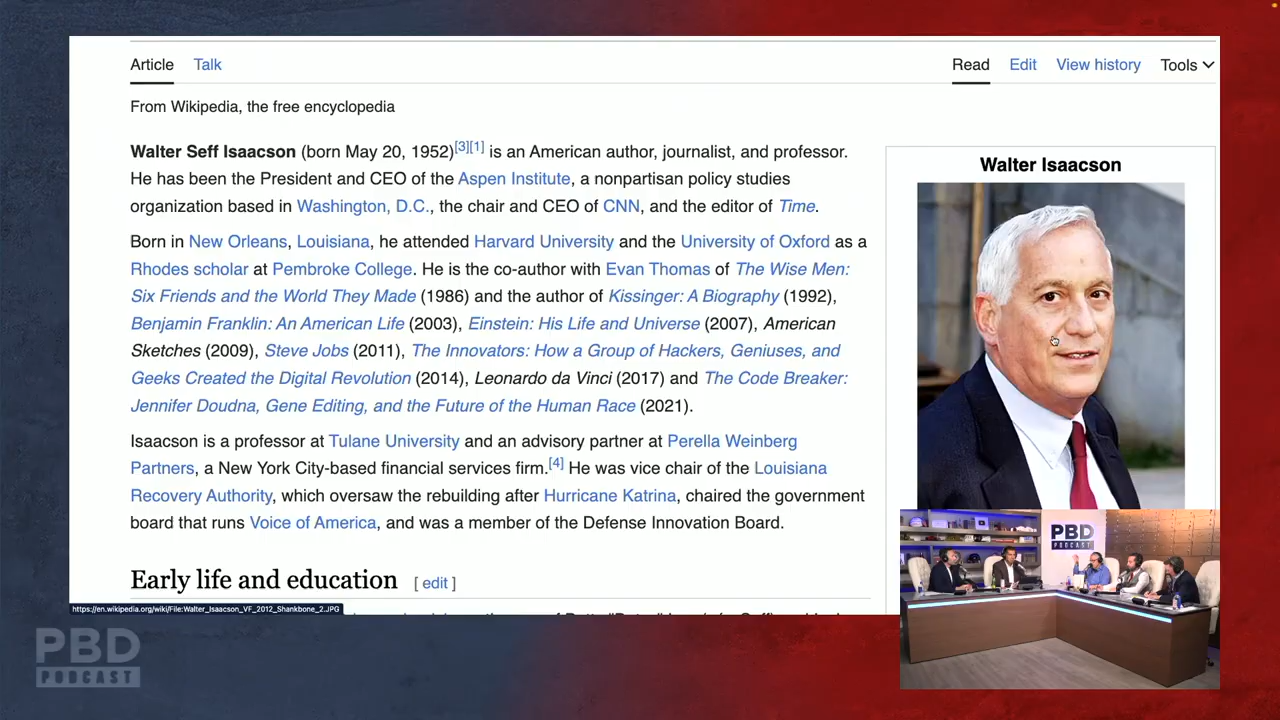 Article Talk Read Edit View history Tools
From Wikipedia, the free encyclopedia
Walter Seff Isaacson (born May 20, 1952)[3][1] is an American author, journalist, and professor.
He has been the President and CEO of the Aspen Institute, a nonpartisan policy studies
organization based in Washington, D.C., the chair and CEO of CNN, and the editor of Time.
Born in New Orleans, Louisiana, he attended Harvard University and the University of Oxford as a
Rhodes scholar at Pembroke College. He is the co-author with Evan Thomas of The Wise Men:
Six Friends and the World They Made (1986) and the author of Kissinger: A Biography (1992),
Benjamin Franklin: An American Life (2003), Einstein: His Life and Universe (2007), American
Sketches (2009), Steve Jobs (2011), The Innovators: How a Group of Hackers, Geniuses, and
Geeks Created the Digital Revolution (2014), Leonardo da Vinci (2017) and The Code Breaker:
Jennifer Doudna, Gene Editing, and the Future of the Human Race (2021).
Isaacson is a professor at Tulane University and an advisory partner at Perella Weinberg
Partners, a New York City-based financial services firm.[4] He was vice chair of the Louisiana
Recovery Authority, which oversaw the rebuilding after Hurricane Katrina, chaired the government
board that runs Voice of America, and was a member of the Defense Innovation Board.
Early life and education [ edit ]
https://en.wikipedia.org/wiki/File:Walter_Isaacson_VF_2012_Shankbone_2.JPG
Walter Isaacson
PBD
PODCAST
PBD
PODCAST